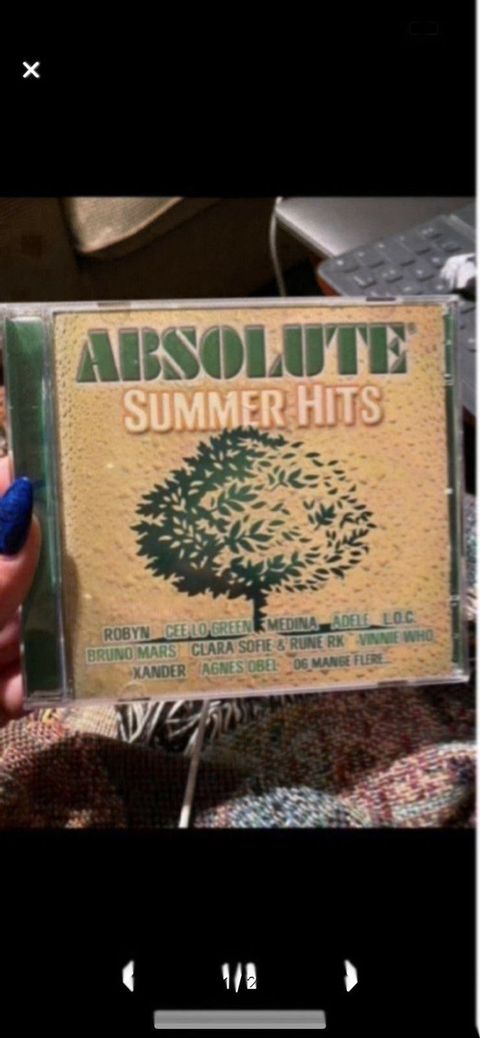 ABSOLUTE®
SUMMER HITS
ROBYN CEE LO GREEN MEDINA ADELE L.O.C.
BRUNO MARS CLARA SOFIE & RUNE RK VINNIE WHO
XANDER AGNES OBEL OG MANGE FLERE...
1/2